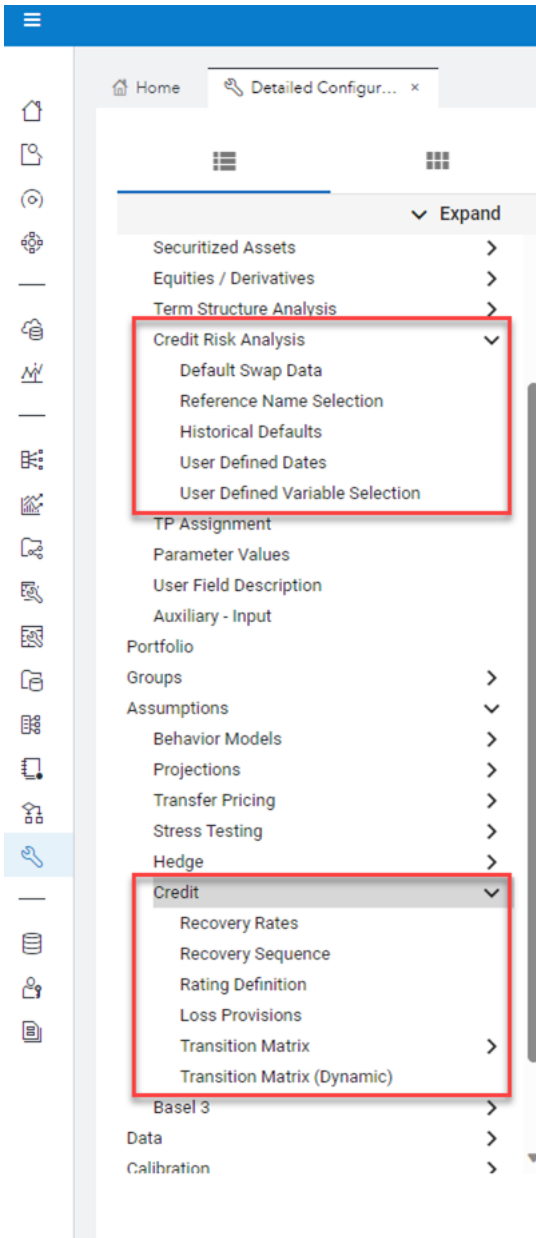 Home
Detailed Configur... ×
Expand
Securitized Assets
Equities / Derivatives
Term Structure Analysis
Credit Risk Analysis
Default Swap Data
Reference Name Selection
Historical Defaults
User Defined Dates
User Defined Variable Selection
TP Assignment
Parameter Values
User Field Description
Auxiliary - Input
Portfolio
Groups
Assumptions
Behavior Models
Projections
Transfer Pricing
Stress Testing
Hedge
Credit
Recovery Rates
Recovery Sequence
Rating Definition
Loss Provisions
Transition Matrix
Transition Matrix (Dynamic)
Basel 3
Data
Calibration